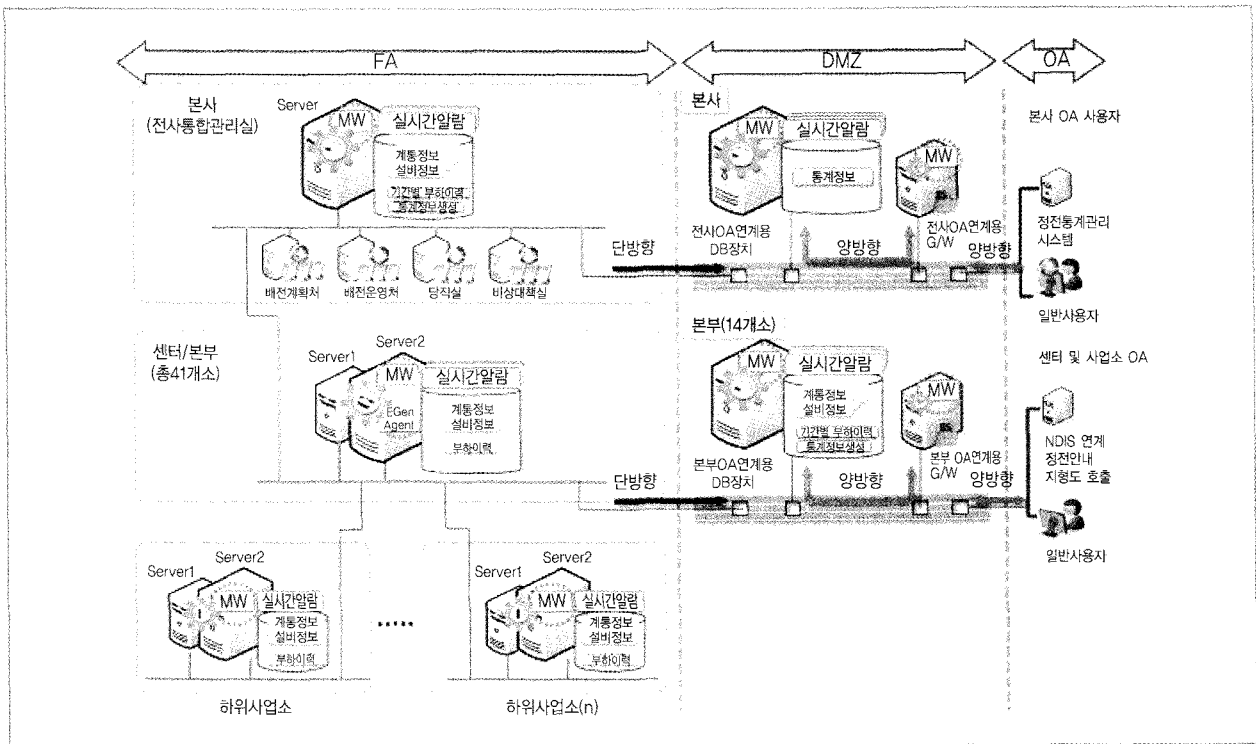 FA
DMZ
OA
본사
(전사통합관리실)
Server
MW
실시간알람
계통정보
설비정보
기간별 부하이력
통계정보생성
배전계획처
배전운영처
당직실
비상대책실
단방향
본사
MW
실시간알람
통계정보
MW
전사OA연계용
DB장치
양방향
전사OA연계용
G/W
양방향
본사 OA 사용자
정전통계관리
시스템
일반사용자
센터/본부
(총41개소)
Server1
Server2
MW
EGen
Agent
실시간알람
계통정보
설비정보
부하이력
단방향
본부(14개소)
MW
실시간알람
계통정보
설비정보
기간별 부하이력
통계정보생성
MW
본부OA연계용
DB장치
양방향
본부 OA연계용
G/W
양방향
센터 및 사업소 OA
NDIS 연계
정전안내
지형도 호출
일반사용자
Server1
Server2
MW
실시간알람
계통정보
설비정보
부하이력
하위사업소
.....
Server1
Server2
MW
실시간알람
계통정보
설비정보
부하이력
하위사업소(n)